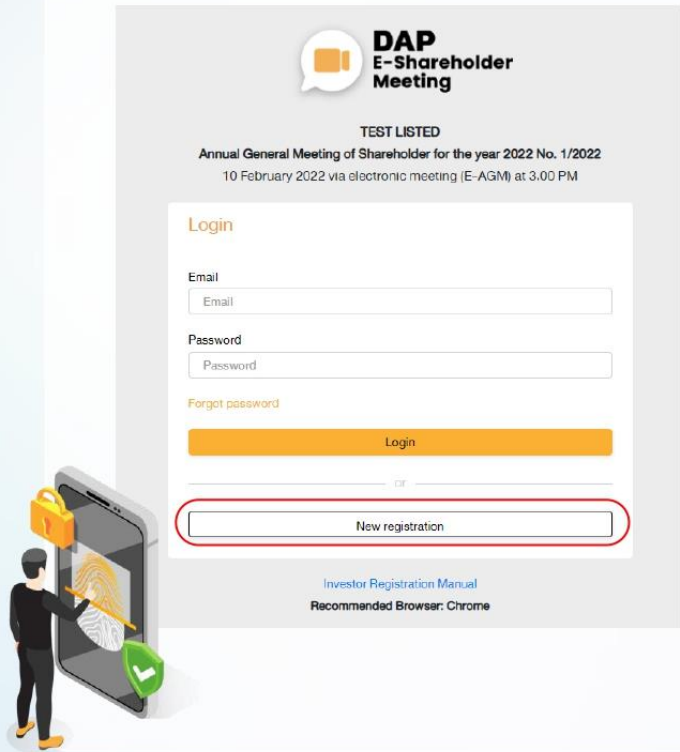 DAP
E-Shareholder
Meeting
TEST LISTED
Annual General Meeting of Shareholder for the year 2022 No. 1/2022
10 February 2022 via electronic meeting (E-AGM) at 3.00 PM
Login
Email
Email
Password
Password
Forgot password
Login
or
New registration
Investor Registration Manual
Recommended Browser: Chrome